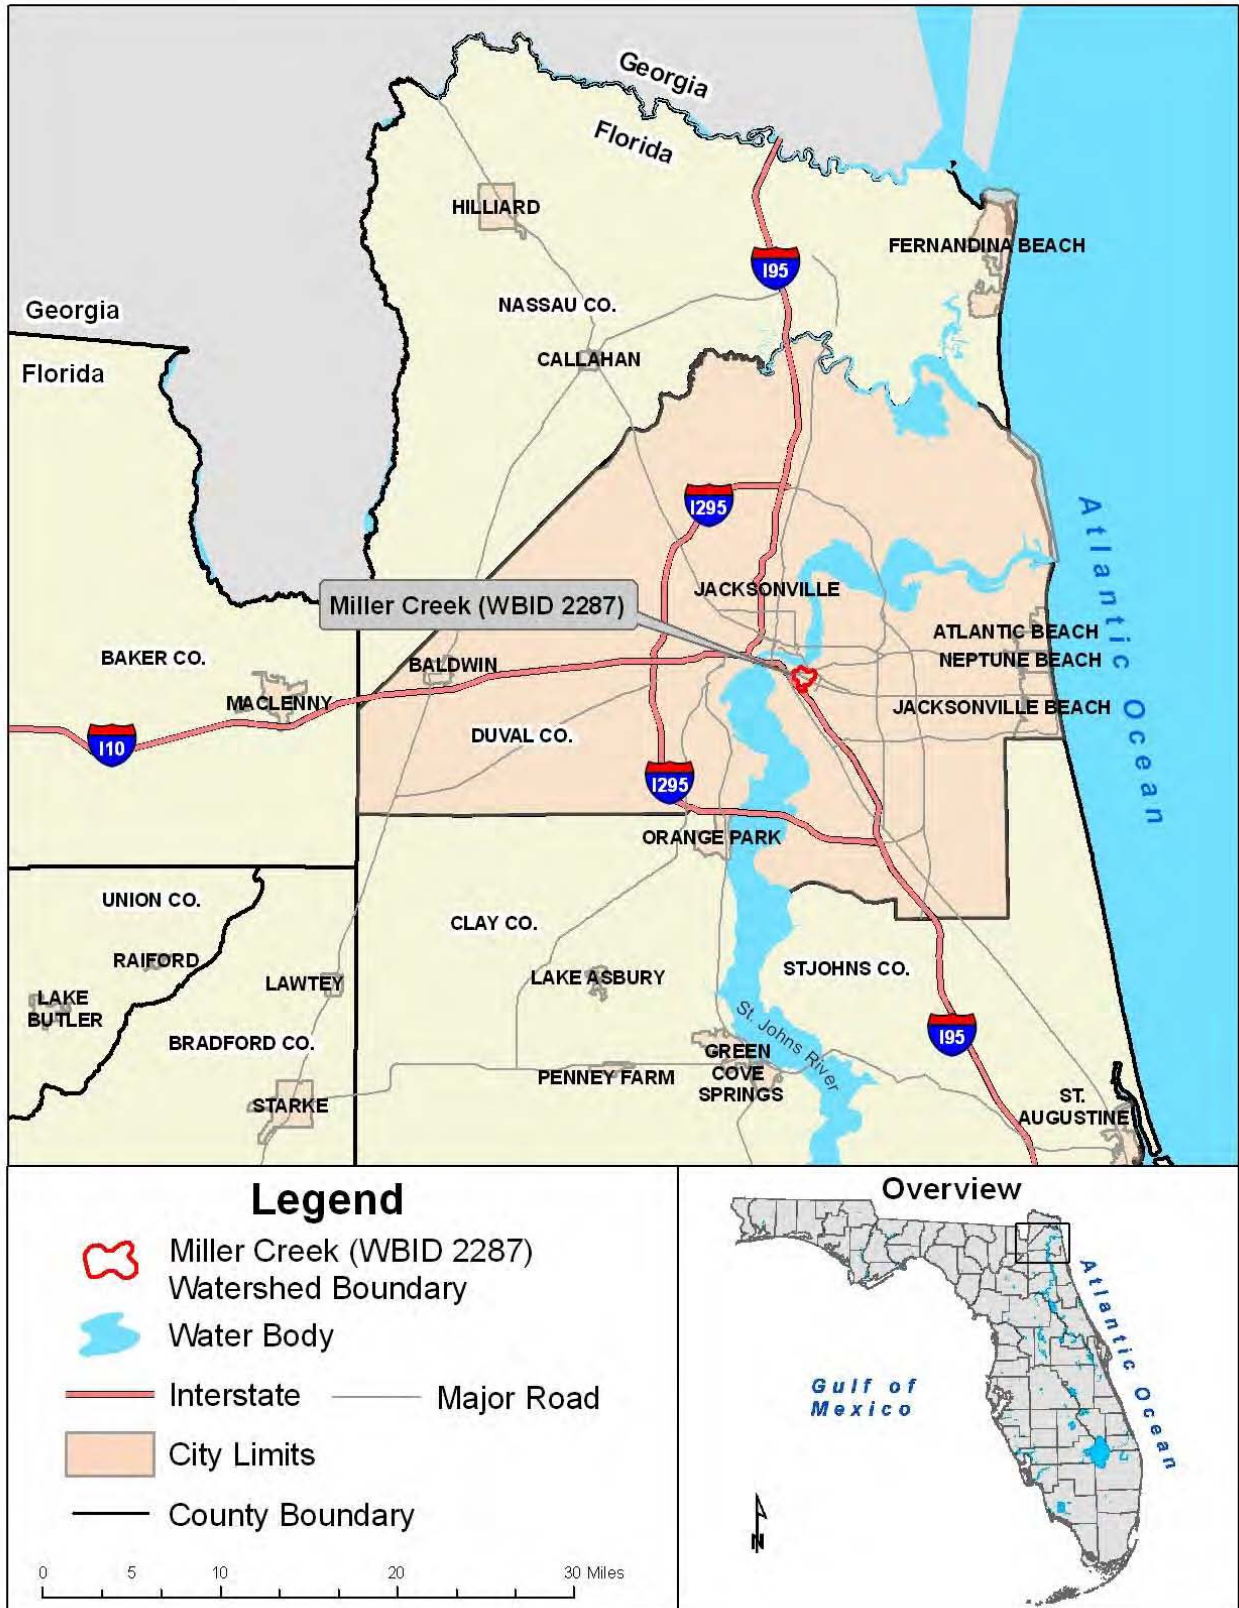 Georgia
Florida
HILLIARD
FERNANDINA BEACH
I95
NASSAU CO.
Georgia
CALLAHAN
Florida
I295
Atlantic Ocean
JACKSONVILLE
Miller Creek (WBID 2287)
ATLANTIC BEACH
BAKER CO.
BALDWIN
NEPTUNE BEACH
MACLENNY
JACKSONVILLE BEACH
DUVAL CO.
I10
I295
ORANGE PARK
UNION CO.
CLAY CO.
RAIFORD
STJOHNS CO.
LAKE ASBURY
LAWTEY
LAKE
BUTLER
St. Johns River
I95
BRADFORD CO.
GREEN
COVE
SPRINGS
PENNEY FARM
ST.
AUGUSTINE
STARKE
Legend
Miller Creek (WBID 2287)
Watershed Boundary
Water Body
Interstate
Major Road
City Limits
County Boundary
0 5 10 20 30 Miles
Overview
Atlantic Ocean
Gulf of
Mexico
N